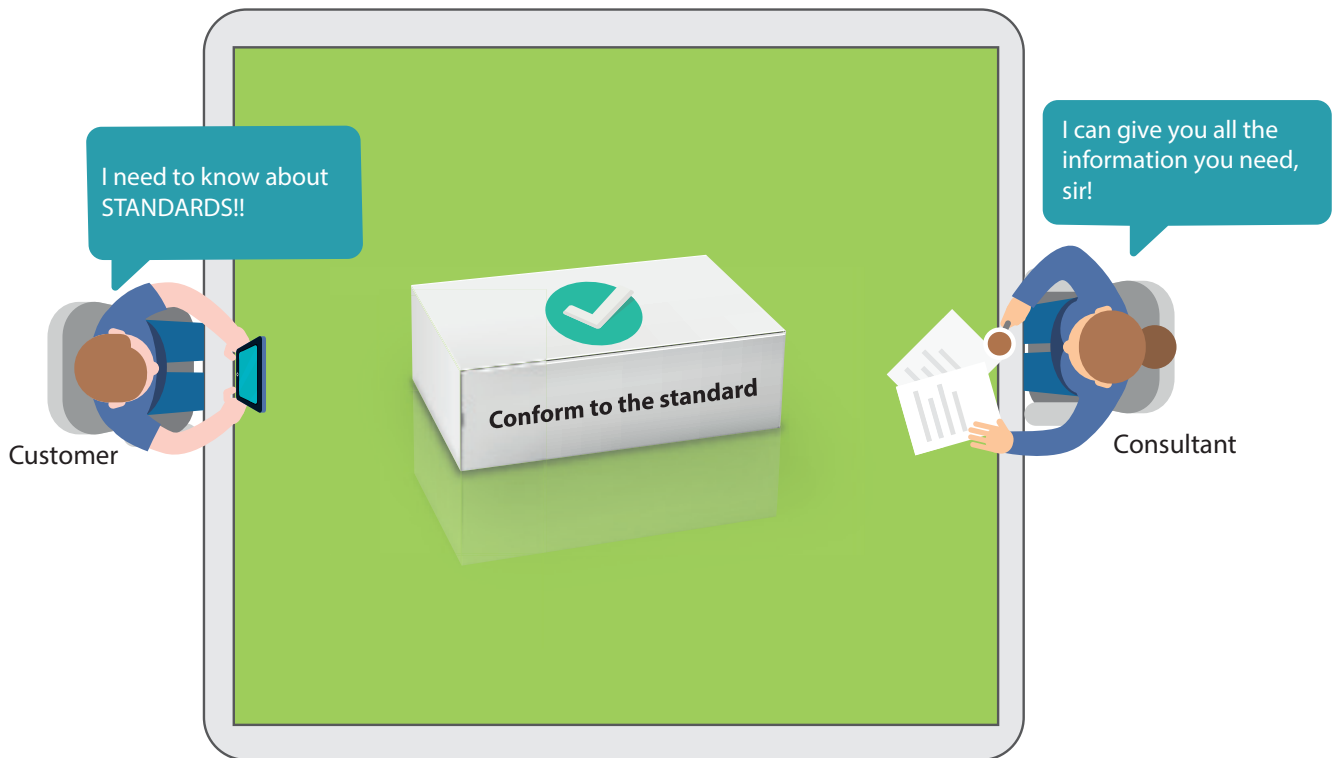 I need to know about
STANDARDS!!
I can give you all the
information you need,
sir!
Conform to the standard
Customer
Consultant